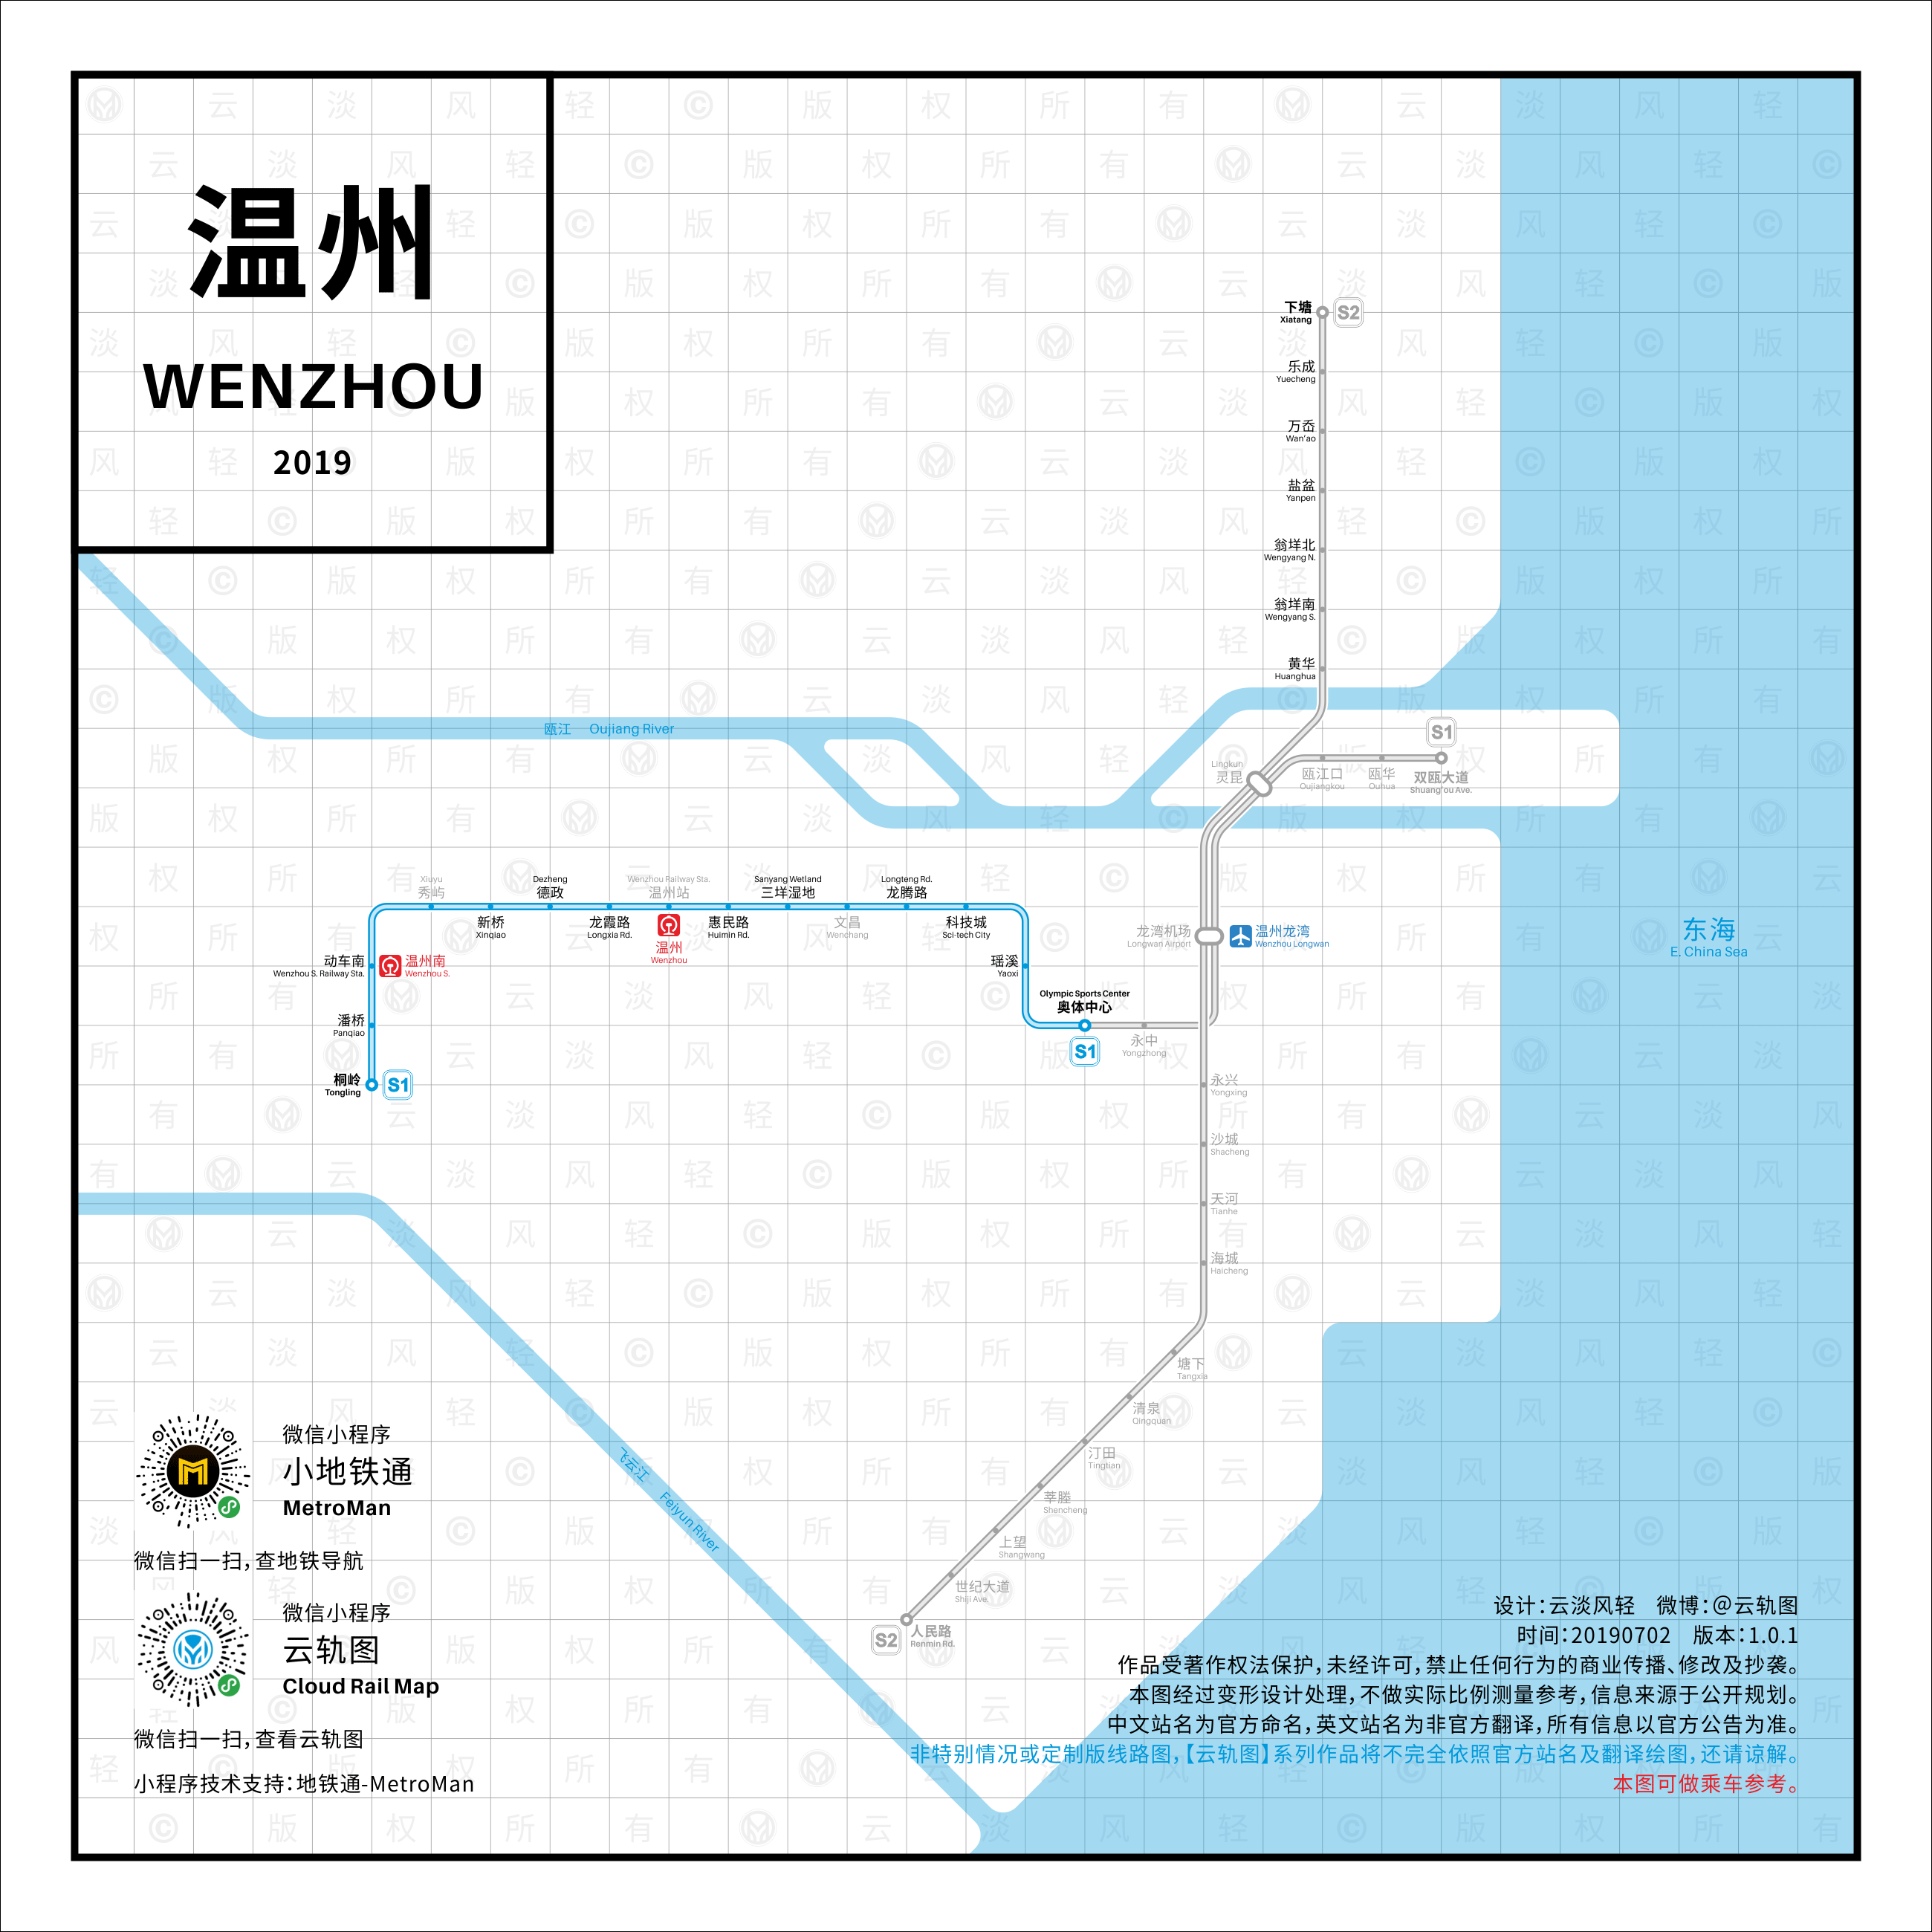 温州
WENZHOU
2019
下塘
Xiatang
S2
乐成
Yuecheng
万岙
Wan'ao
盐盆
Yanpen
翁垟北
Wengyang N.
翁垟南
Wengyang S.
黄华
Huanghua
瓯江 Oujiang River
S1
Lingkun
灵昆
瓯江口
Oujiangkou
瓯华
Ouhua
双瓯大道
Shuang'ou Ave.
Xiuyu
秀屿
新桥
Xinqiao
Dezheng
德政
龙霞路
Longxia Rd.
Wenzhou Railway Sta.
温州站
温州
Wenzhou
惠民路
Huimin Rd.
Sanyang Wetland
三垟湿地
文昌
Wenchang
Longteng Rd.
龙腾路
科技城
Sci-tech City
动车南
Wenzhou S. Railway Sta.
温州南
Wenzhou S.
瑶溪
Yaoxi
龙湾机场
Longwan Airport
温州龙湾
Wenzhou Longwan
东海
E. China Sea
潘桥
Panqiao
Olympic Sports Center
奥体中心
S1
永中
Yongzhong
桐岭
Tongling
S1
永兴
Yongxing
沙城
Shacheng
天河
Tianhe
海城
Haicheng
塘下
Tangxia
清泉
Qingquan
汀田
Tingtian
莘塍
Shencheng
上望
Shangwang
世纪大道
Shiji Ave.
人民路
Renmin Rd.
S2
飞云江 Feiyun River
微信小程序
小地铁通
MetroMan
微信扫一扫，查地铁导航
微信小程序
云轨图
Cloud Rail Map
微信扫一扫，查看云轨图
小程序技术支持：地铁通-MetroMan
设计：云淡风轻 微博：@云轨图
时间：20190702 版本：1.0.1
作品受著作权法保护，未经许可，禁止任何行为的商业传播、修改及抄袭。
本图经过变形设计处理，不做实际比例测量参考，信息来源于公开规划。
中文站名为官方命名，英文站名为非官方翻译，所有信息以官方公告为准。
非特别情况或定制版线路图，【云轨图】系列作品将不完全依照官方站名及翻译绘图，还请谅解。
本图可做乘车参考。
云淡风轻©版权所有